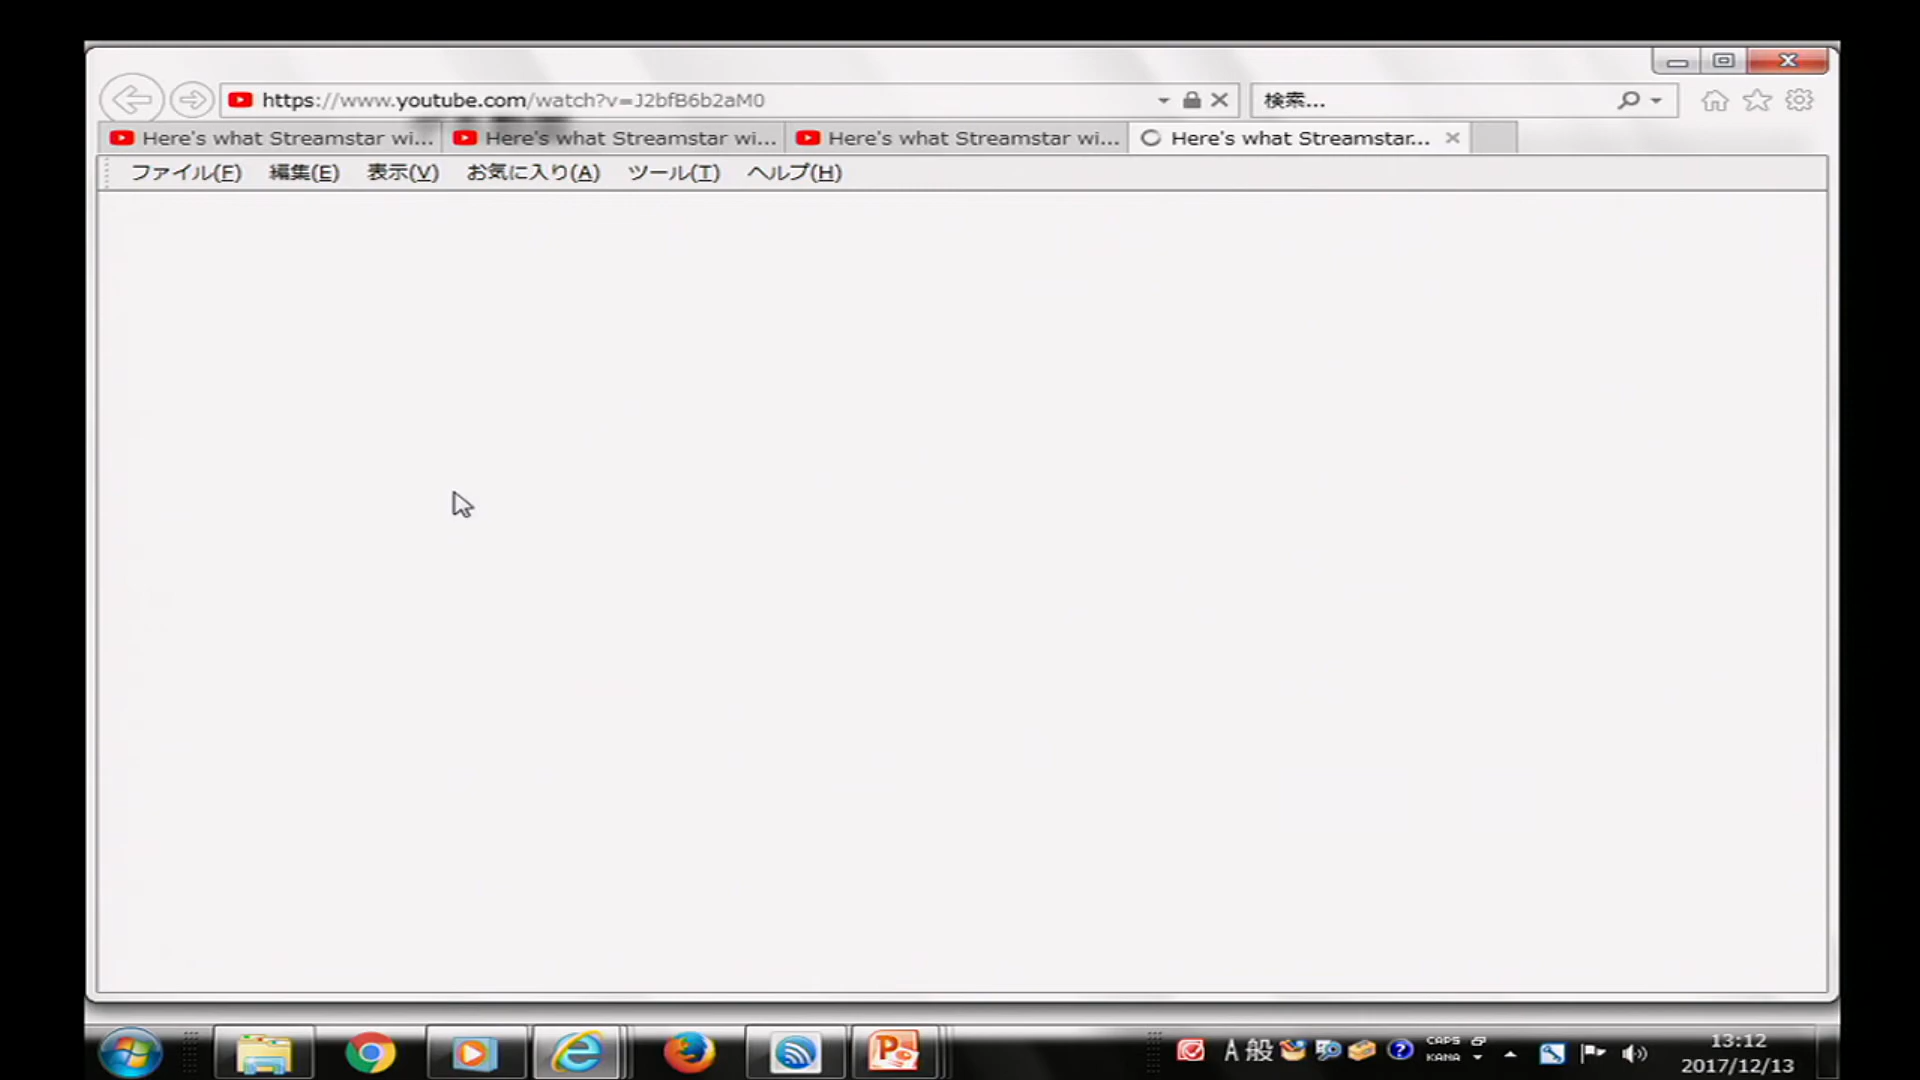 https://www.youtube.com/watch?v=J2bfB6b2aM0
検索...
Here's what Streamstar wi...
Here's what Streamstar wi...
Here's what Streamstar wi...
Here's what Streamstar...
ファイル(F) 編集(E) 表示(V) お気に入り(A) ツール(T) ヘルプ(H)
A 般
CAPS
KANA
13:12
2017/12/13